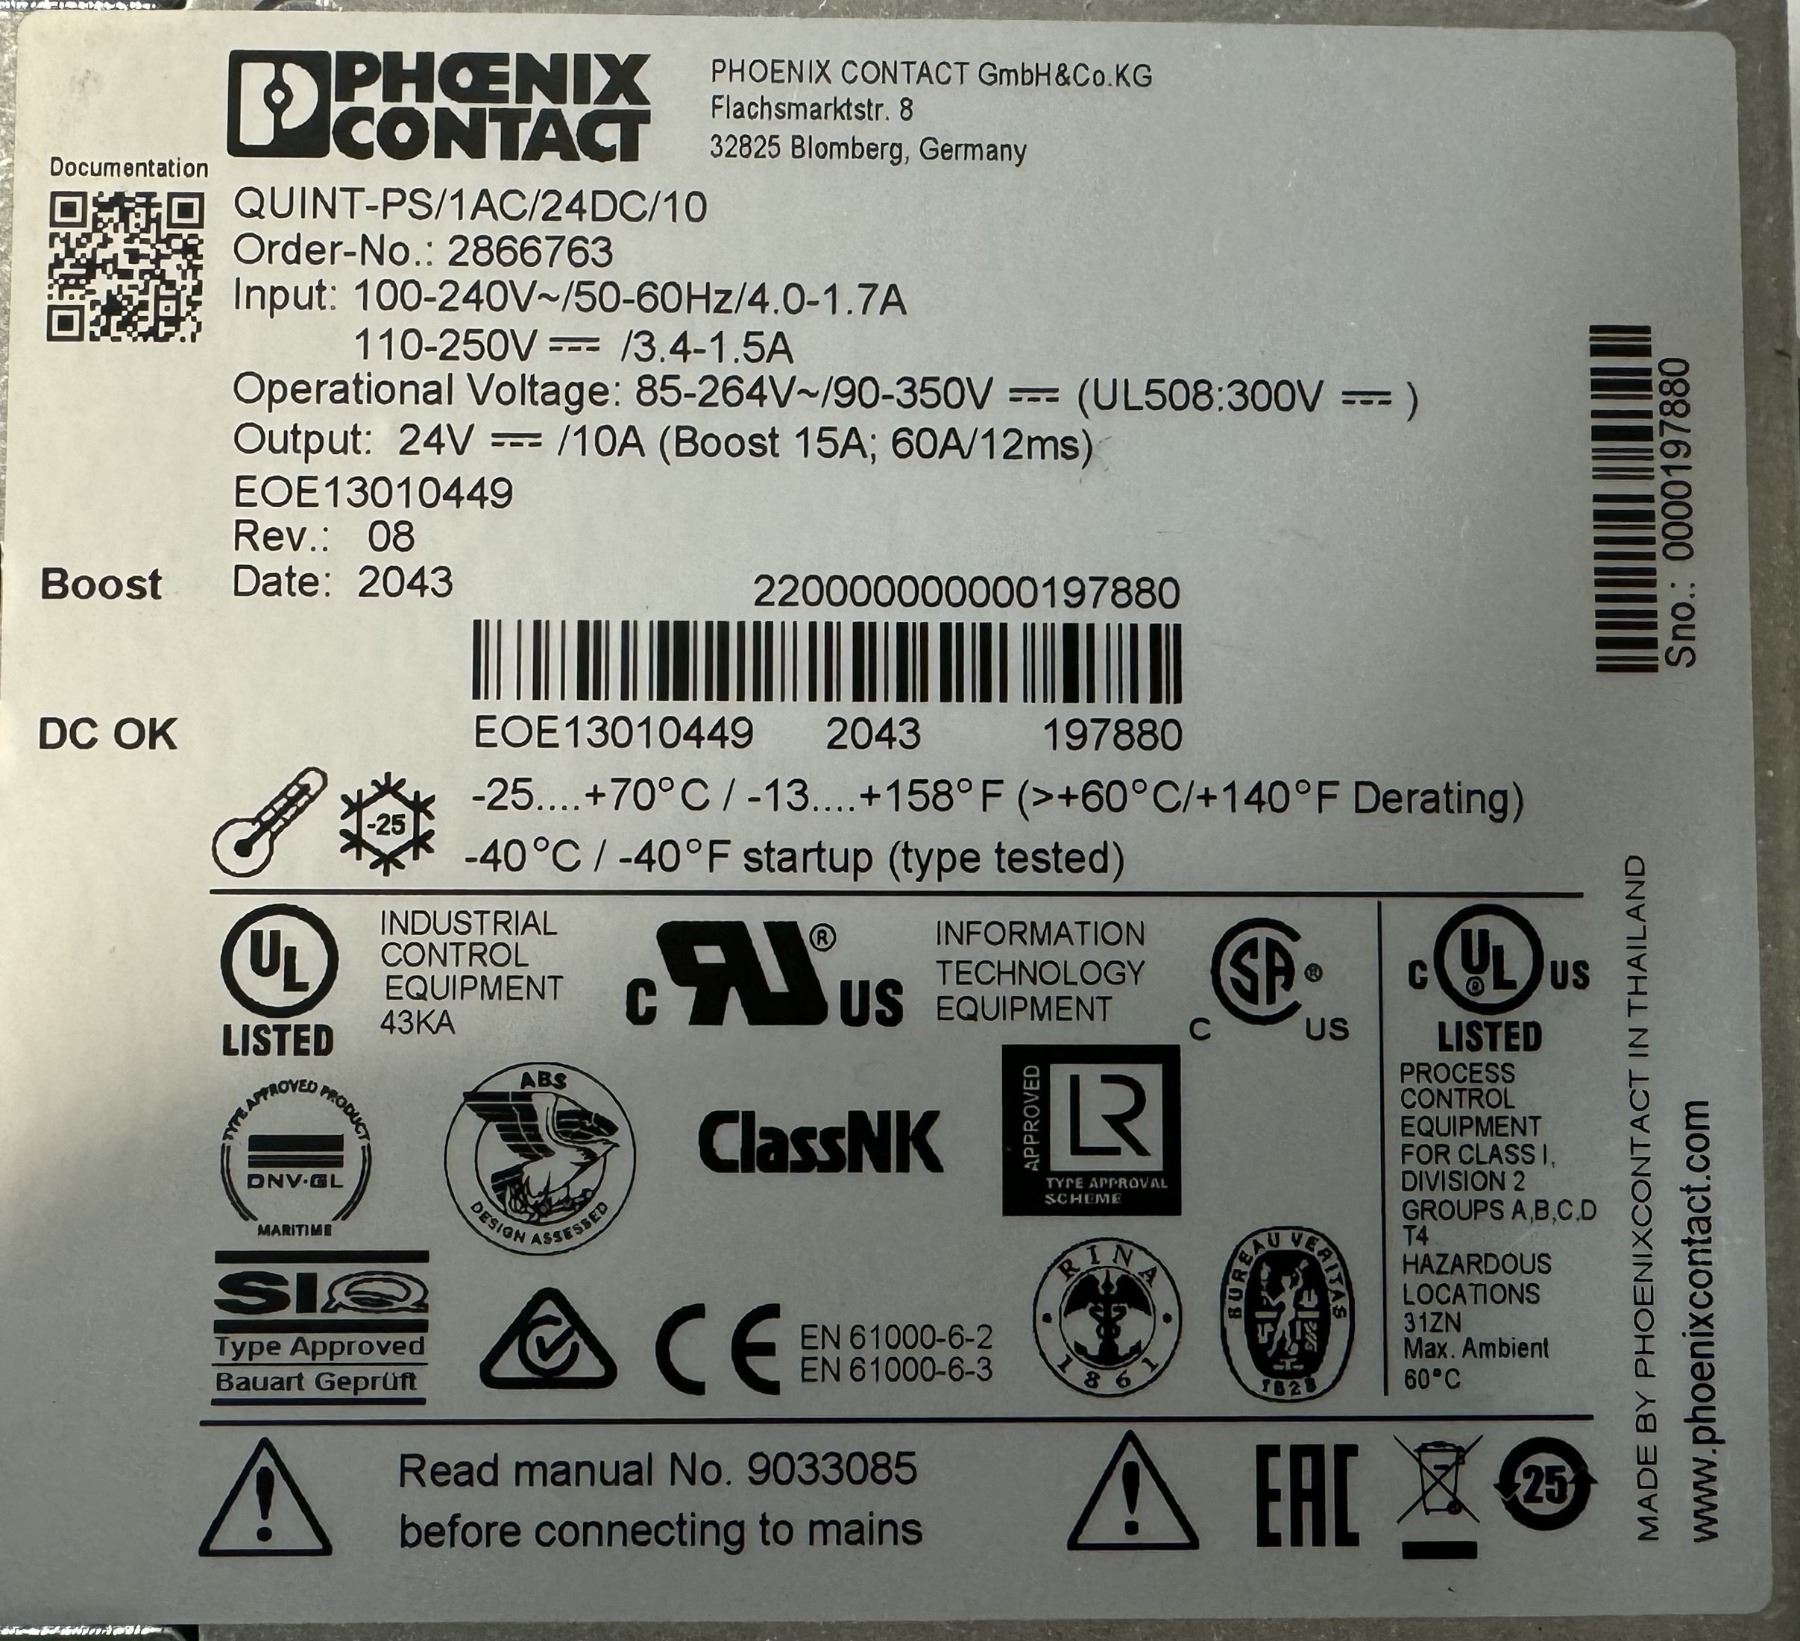 PHŒNIX
CONTACT
PHOENIX CONTACT GmbH&Co.KG
Flachsmarktstr. 8
32825 Blomberg, Germany
Documentation
QUINT-PS/1AC/24DC/10
Order-No.: 2866763
Input: 100-240V~/50-60Hz/4.0-1.7A
110-250V⎓/3.4-1.5A
Operational Voltage: 85-264V~/90-350V ⎓ (UL508:300V ⎓ )
Output: 24V ⎓ /10A (Boost 15A; 60A/12ms)
EOE13010449
Rev.: 08
Boost
Date: 2043
220000000000197880
DC OK
EOE13010449 2043 197880
Sno.: 0000197880
-25
-25....+70°C / -13....+158°F (>+60°C/+140°F Derating)
-40°C / -40°F startup (type tested)
UL
LISTED
INDUSTRIAL
CONTROL
EQUIPMENT
43KA
c RU® US
INFORMATION
TECHNOLOGY
EQUIPMENT
C SA® US
C UL® US
LISTED
PROCESS
CONTROL
EQUIPMENT
FOR CLASS I,
DIVISION 2
GROUPS A,B,C,D
T4
HAZARDOUS
LOCATIONS
31ZN
Max. Ambient
60°C
TYPE APPROVED PRODUCT
DNV·GL
MARITIME
ABS
DESIGN ASSESSED
ClassNK
APPROVED
LR
TYPE APPROVAL
SCHEME
SIQ
Type Approved
Bauart Geprüft
CE
EN 61000-6-2
EN 61000-6-3
RINA
1861
BUREAU VERITAS
1828
Read manual No. 9033085
before connecting to mains
EAC
25
MADE BY PHOENIXCONTACT IN THAILAND
www.phoenixcontact.com